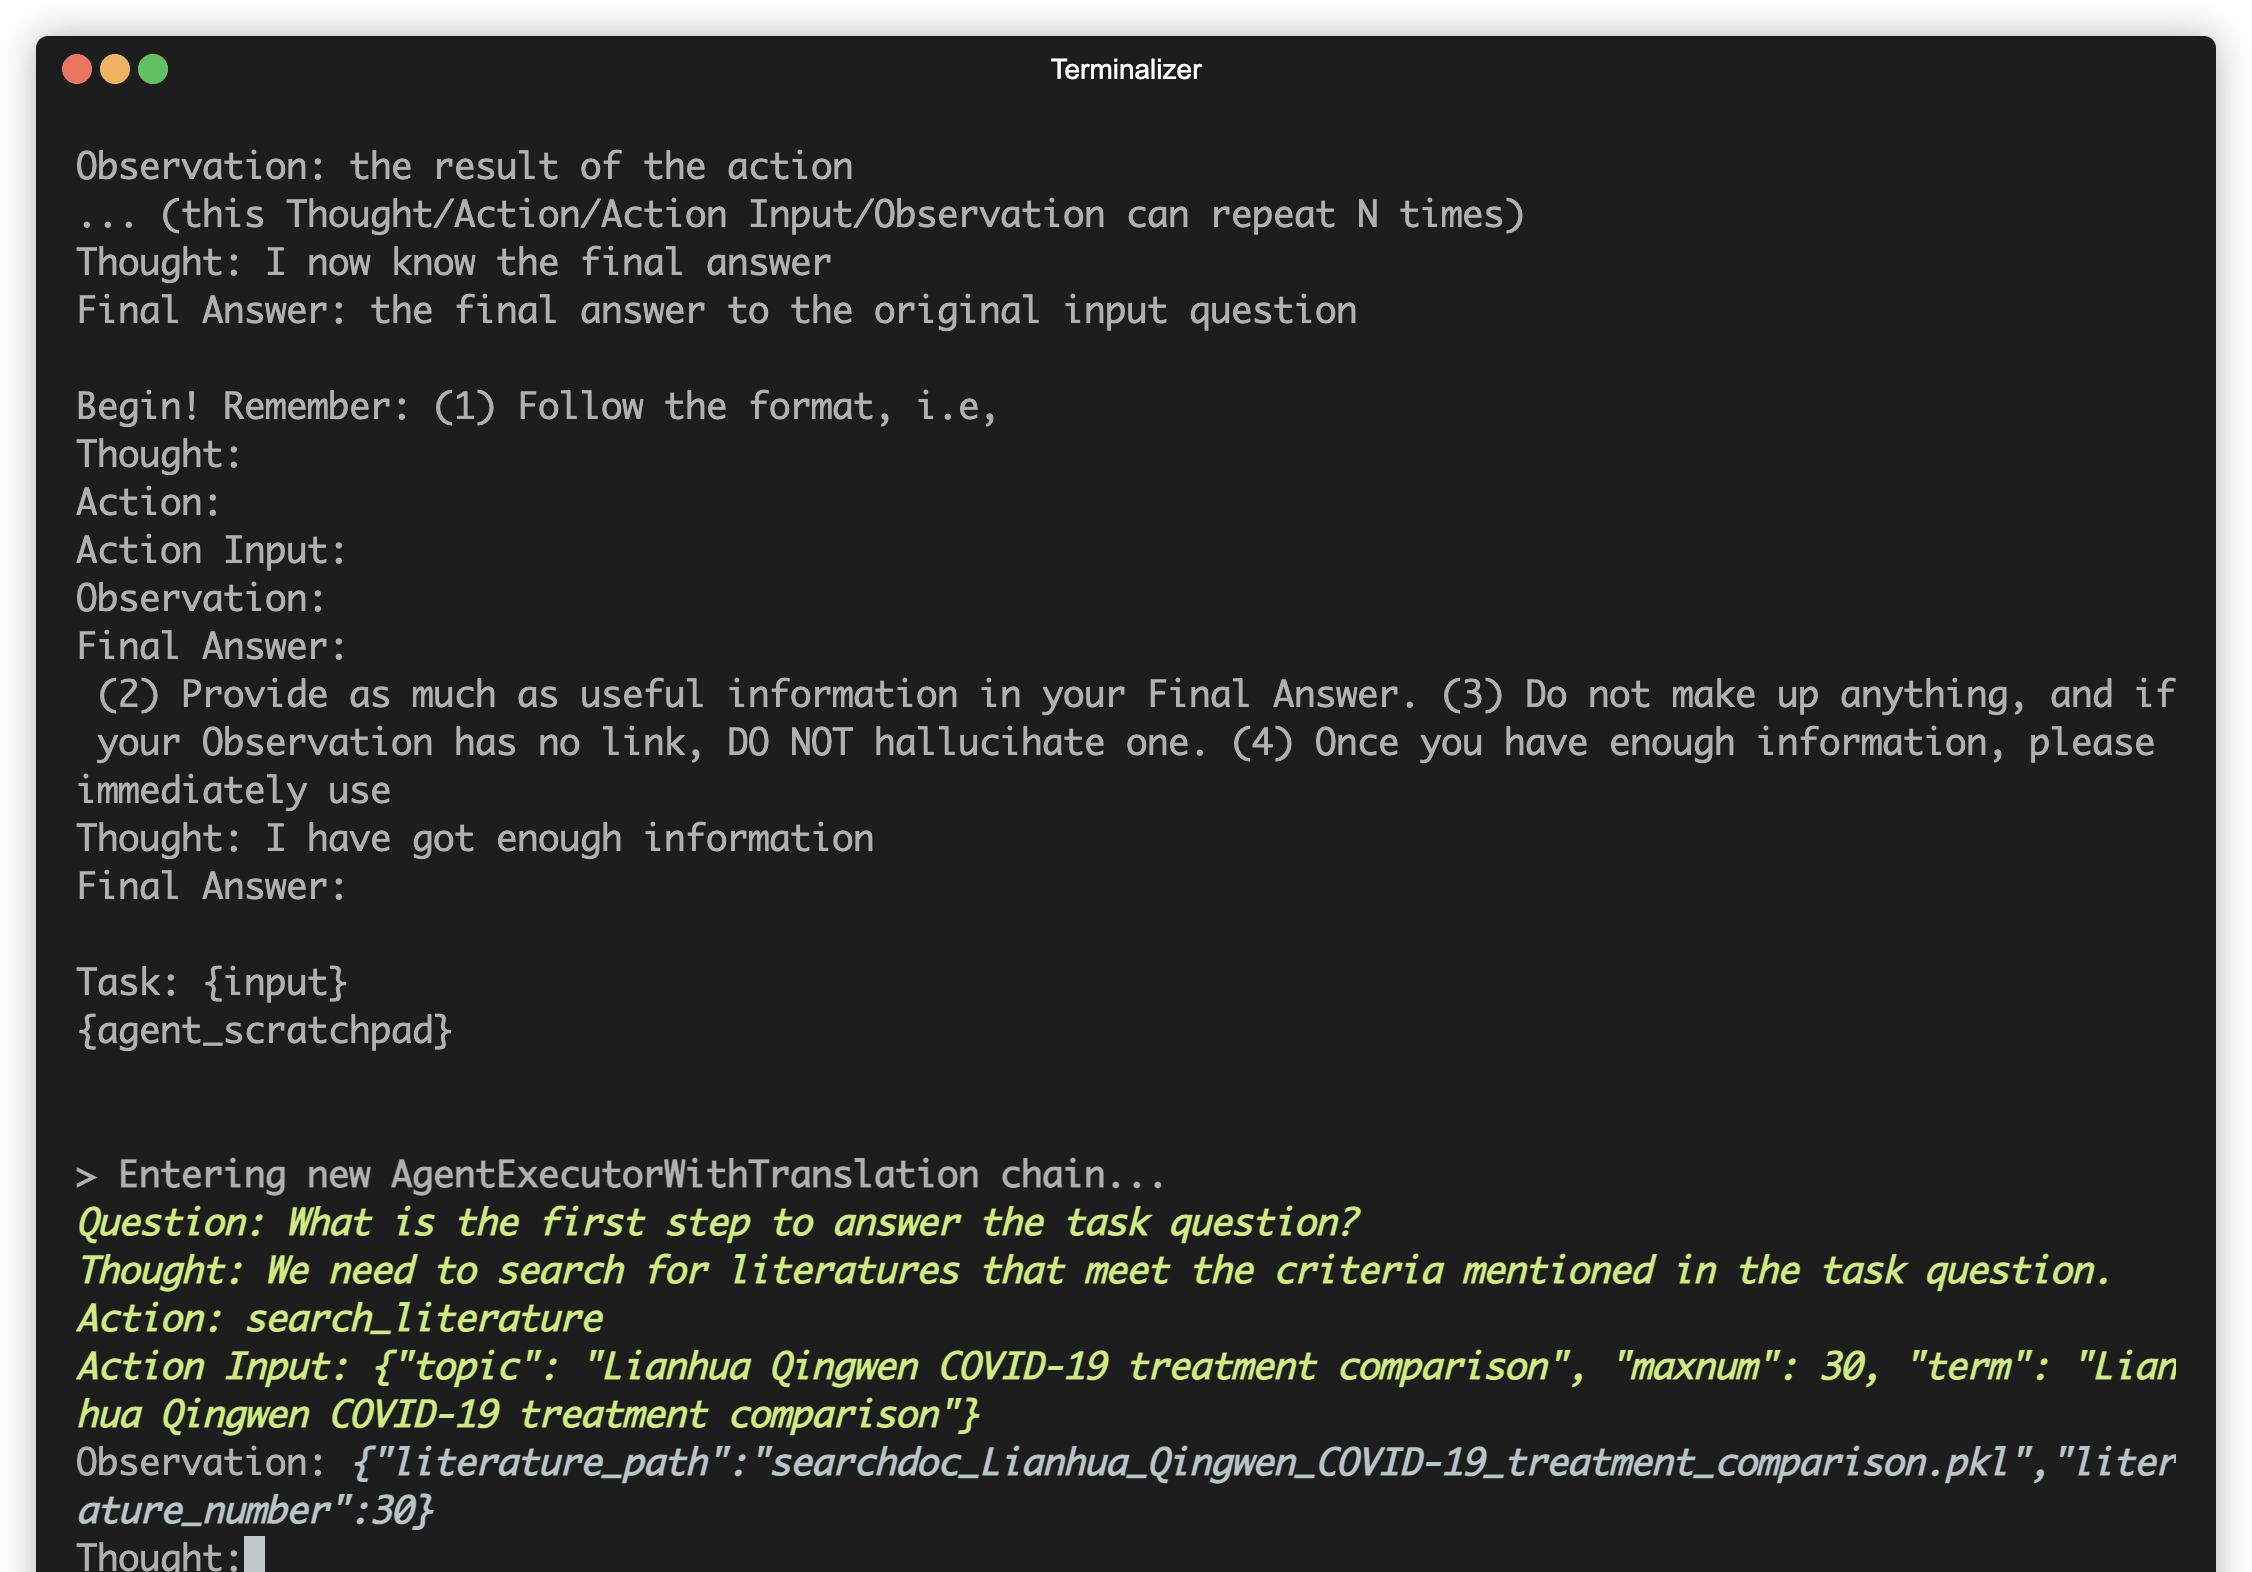 Terminalizer
Observation: the result of the action
... (this Thought/Action/Action Input/Observation can repeat N times)
Thought: I now know the final answer
Final Answer: the final answer to the original input question
Begin! Remember: (1) Follow the format, i.e,
Thought:
Action:
Action Input:
Observation:
Final Answer:
(2) Provide as much as useful information in your Final Answer. (3) Do not make up anything, and if
your Observation has no link, DO NOT hallucihate one. (4) Once you have enough information, please
immediately use
Thought: I have got enough information
Final Answer:
Task: {input}
{agent_scratchpad}
> Entering new AgentExecutorWithTranslation chain...
Question: What is the first step to answer the task question?
Thought: We need to search for literatures that meet the criteria mentioned in the task question.
Action: search_literature
Action Input: {"topic": "Lianhua Qingwen COVID-19 treatment comparison", "maxnum": 30, "term": "Lian
hua Qingwen COVID-19 treatment comparison"}
Observation: {"literature_path":"searchdoc_Lianhua_Qingwen_COVID-19_treatment_comparison.pkl","liter
ature_number":30}
Thought: